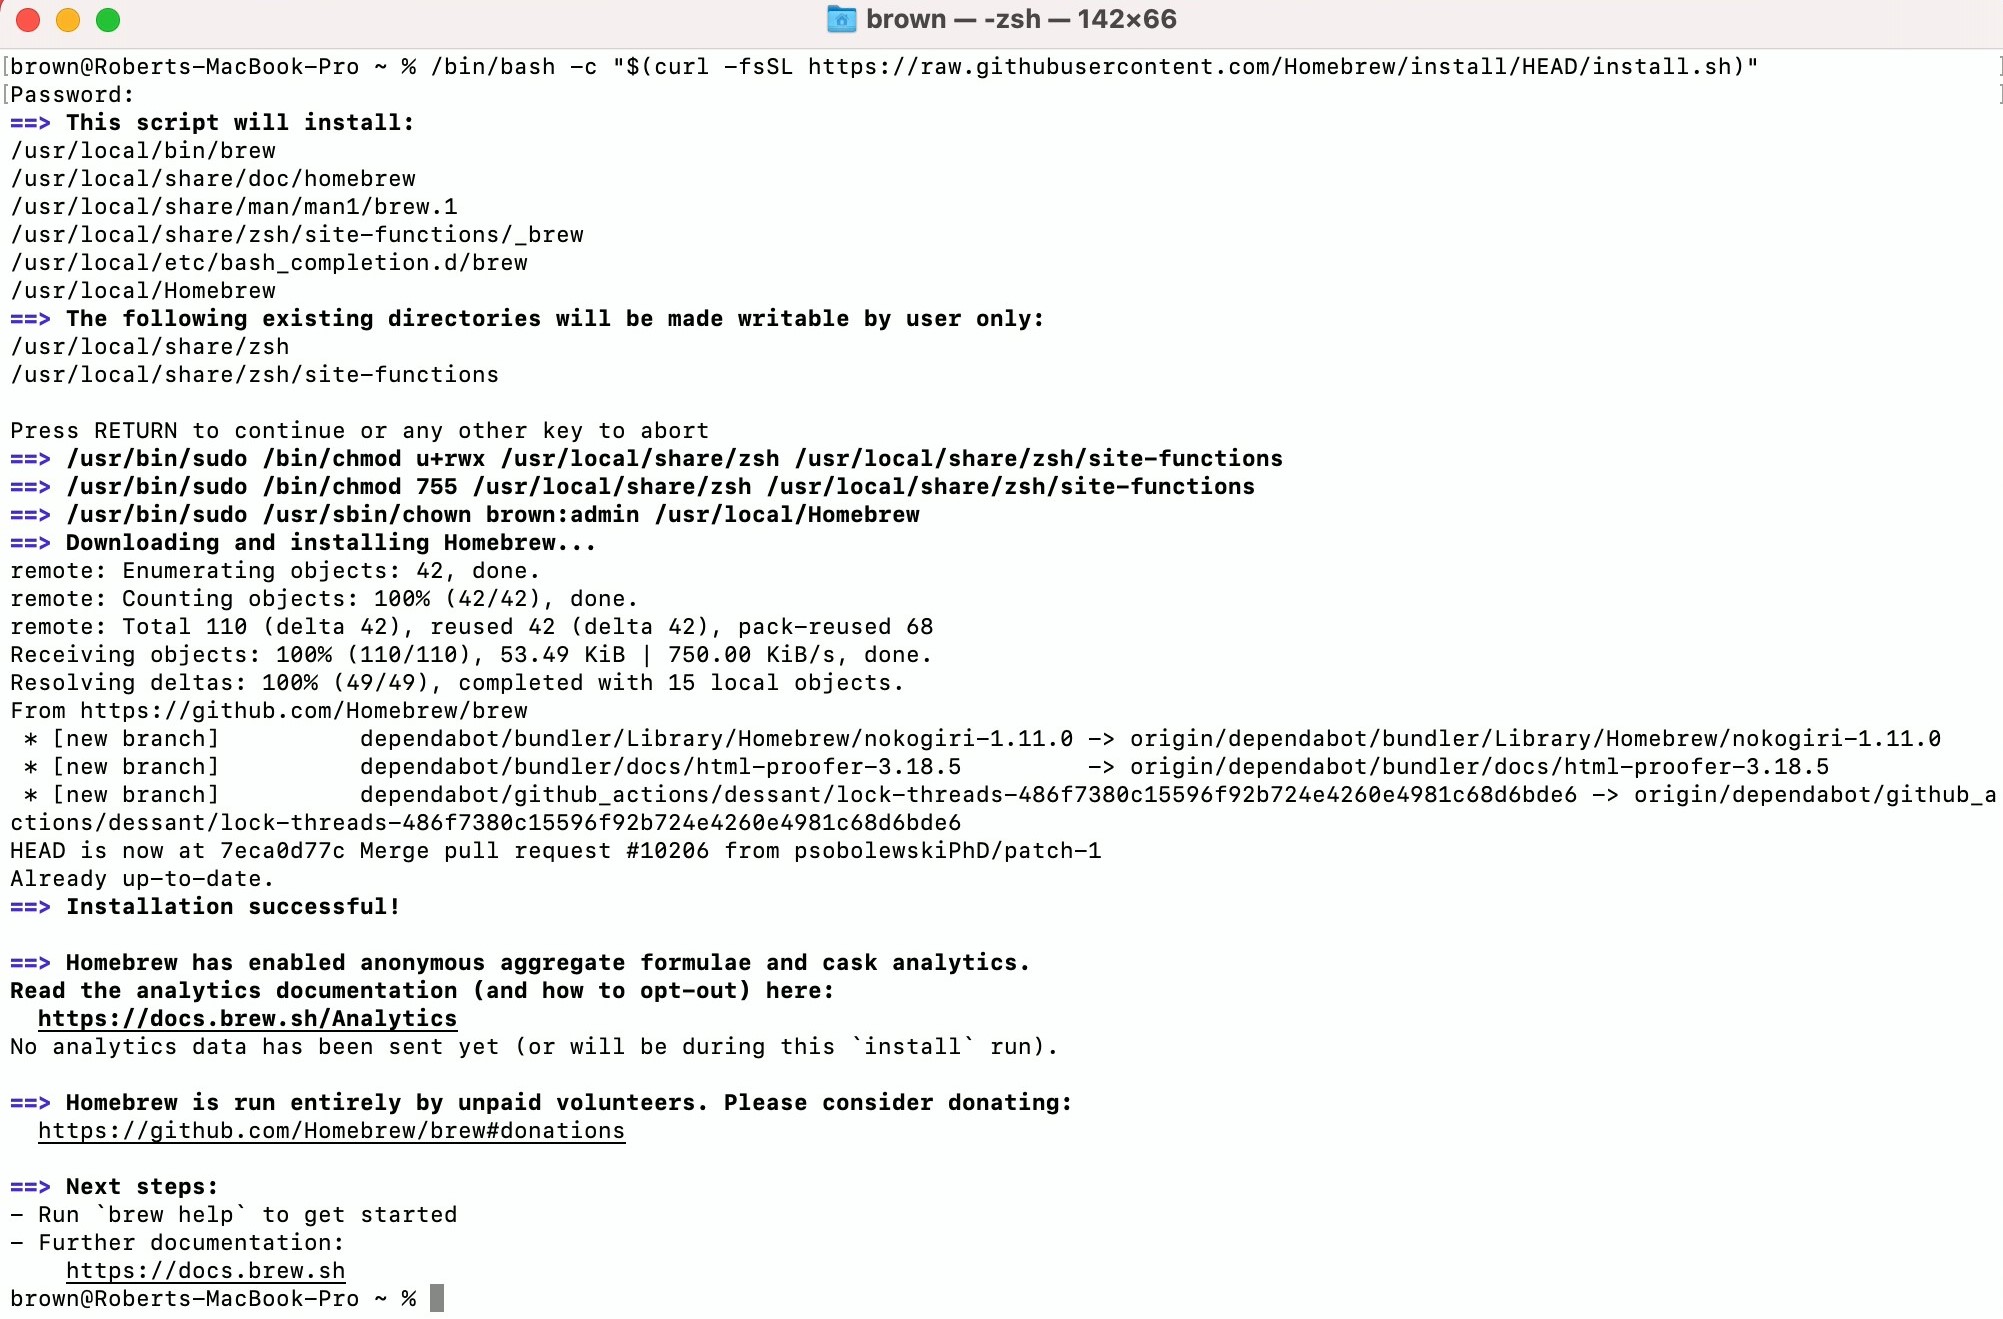 brown — -zsh — 142×66
[brown@Roberts-MacBook-Pro ~ % /bin/bash -c "$(curl -fsSL https://raw.githubusercontent.com/Homebrew/install/HEAD/install.sh)" ]
[Password: ]
==> This script will install:
/usr/local/bin/brew
/usr/local/share/doc/homebrew
/usr/local/share/man/man1/brew.1
/usr/local/share/zsh/site-functions/_brew
/usr/local/etc/bash_completion.d/brew
/usr/local/Homebrew
==> The following existing directories will be made writable by user only:
/usr/local/share/zsh
/usr/local/share/zsh/site-functions

Press RETURN to continue or any other key to abort
==> /usr/bin/sudo /bin/chmod u+rwx /usr/local/share/zsh /usr/local/share/zsh/site-functions
==> /usr/bin/sudo /bin/chmod 755 /usr/local/share/zsh /usr/local/share/zsh/site-functions
==> /usr/bin/sudo /usr/sbin/chown brown:admin /usr/local/Homebrew
==> Downloading and installing Homebrew...
remote: Enumerating objects: 42, done.
remote: Counting objects: 100% (42/42), done.
remote: Total 110 (delta 42), reused 42 (delta 42), pack-reused 68
Receiving objects: 100% (110/110), 53.49 KiB | 750.00 KiB/s, done.
Resolving deltas: 100% (49/49), completed with 15 local objects.
From https://github.com/Homebrew/brew
 * [new branch]          dependabot/bundler/Library/Homebrew/nokogiri-1.11.0 -> origin/dependabot/bundler/Library/Homebrew/nokogiri-1.11.0
 * [new branch]          dependabot/bundler/docs/html-proofer-3.18.5         -> origin/dependabot/bundler/docs/html-proofer-3.18.5
 * [new branch]          dependabot/github_actions/dessant/lock-threads-486f7380c15596f92b724e4260e4981c68d6bde6 -> origin/dependabot/github_a
ctions/dessant/lock-threads-486f7380c15596f92b724e4260e4981c68d6bde6
HEAD is now at 7eca0d77c Merge pull request #10206 from psobolewskiPhD/patch-1
Already up-to-date.
==> Installation successful!

==> Homebrew has enabled anonymous aggregate formulae and cask analytics.
Read the analytics documentation (and how to opt-out) here:
  https://docs.brew.sh/Analytics
No analytics data has been sent yet (or will be during this `install` run).

==> Homebrew is run entirely by unpaid volunteers. Please consider donating:
  https://github.com/Homebrew/brew#donations

==> Next steps:
- Run `brew help` to get started
- Further documentation:
    https://docs.brew.sh
brown@Roberts-MacBook-Pro ~ %